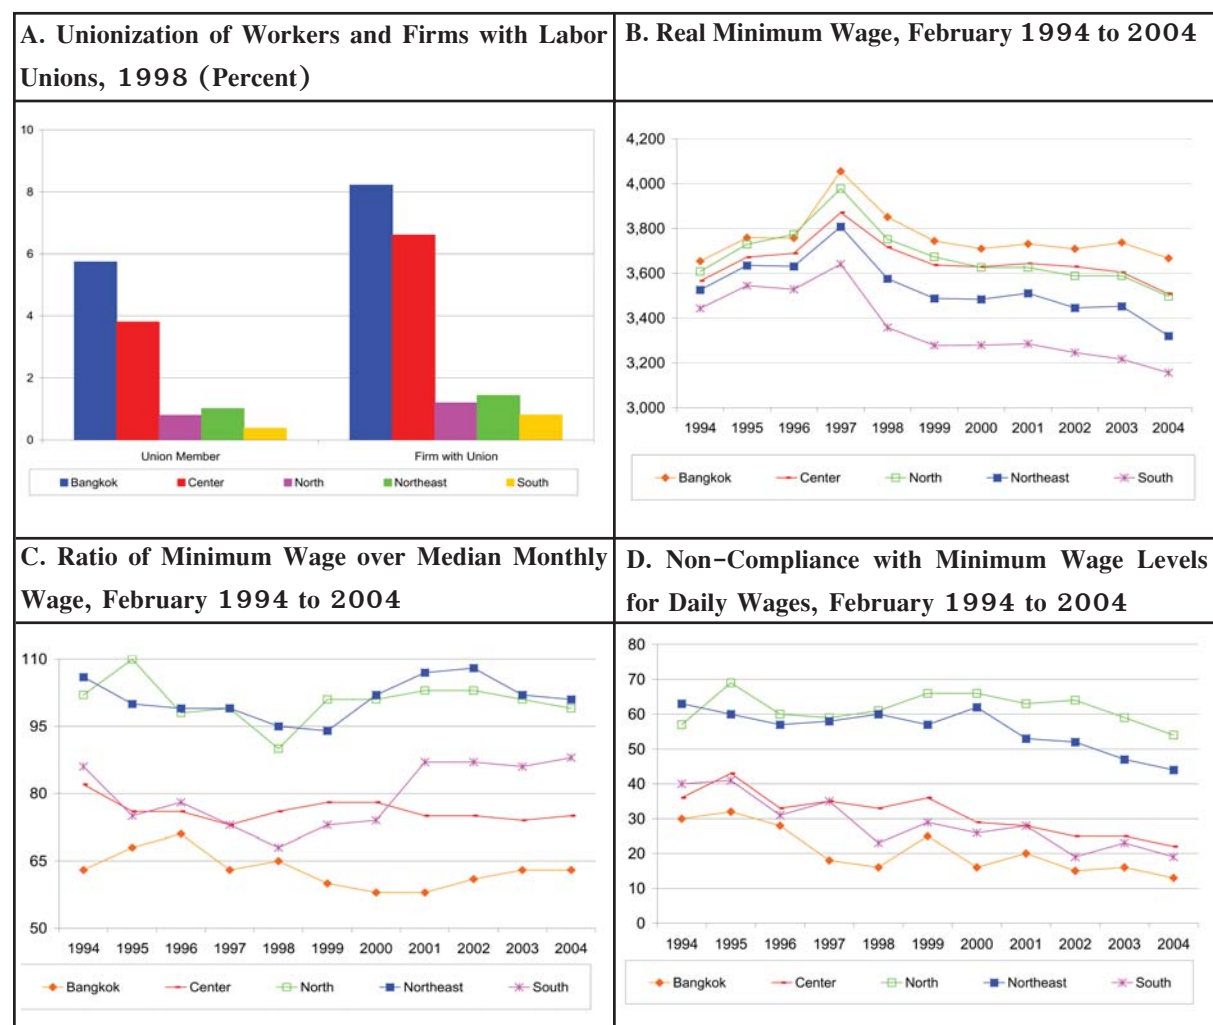 A. Unionization of Workers and Firms with Labor
Unions, 1998 (Percent)
B. Real Minimum Wage, February 1994 to 2004
10
8
6
4
2
0
Union Member Firm with Union
Bangkok Center North Northeast South
4,200
4,000
3,800
3,600
3,400
3,200
3,000
1994 1995 1996 1997 1998 1999 2000 2001 2002 2003 2004
Bangkok Center North Northeast South
C. Ratio of Minimum Wage over Median Monthly
Wage, February 1994 to 2004
D. Non-Compliance with Minimum Wage Levels
for Daily Wages, February 1994 to 2004
110
95
80
65
50
1994 1995 1996 1997 1998 1999 2000 2001 2002 2003 2004
Bangkok Center North Northeast South
80
70
60
50
40
30
20
10
0
1994 1995 1996 1997 1998 1999 2000 2001 2002 2003 2004
Bangkok Center North Northeast South